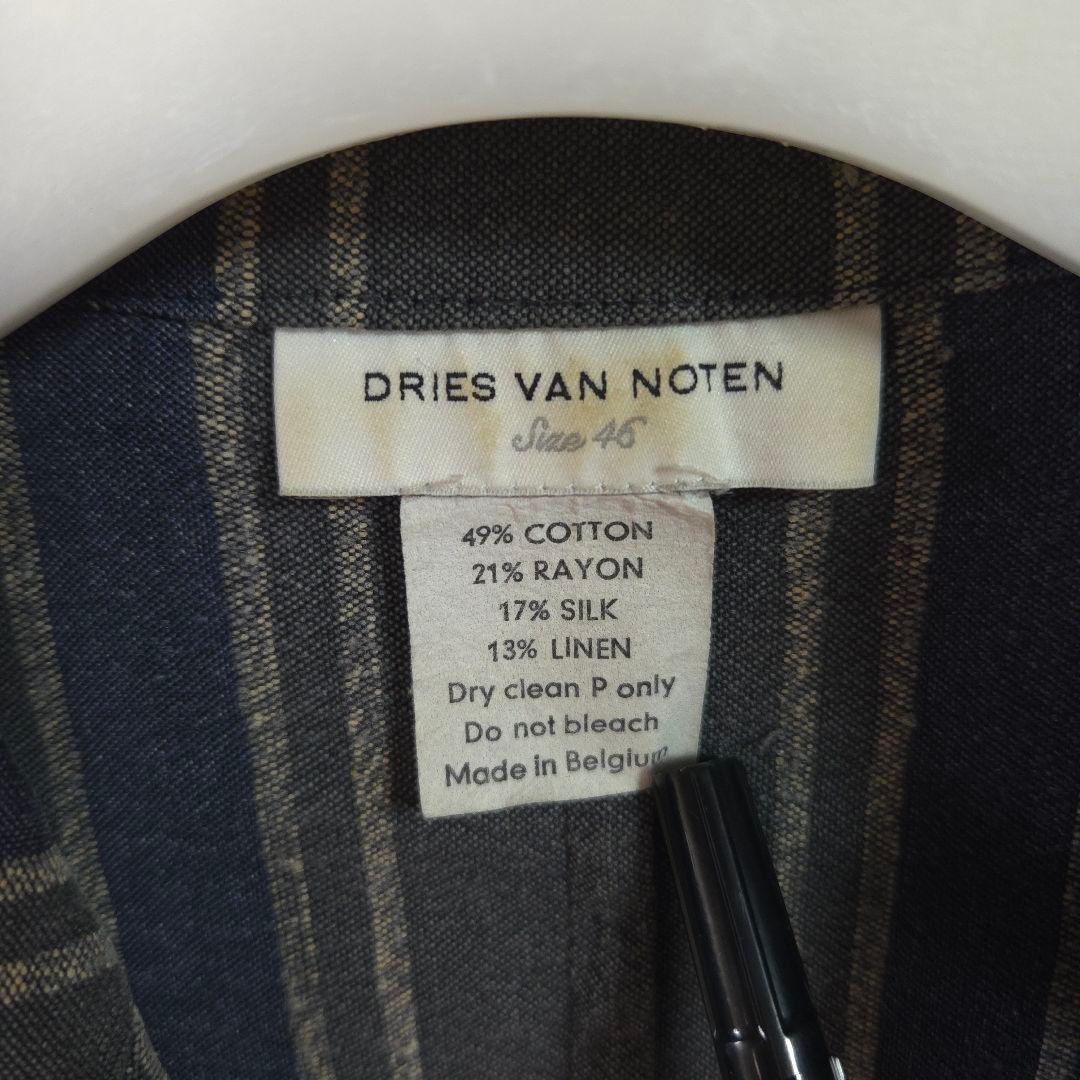 DRIES VAN NOTEN
Size 46
49% COTTON
21% RAYON
17% SILK
13% LINEN
Dry clean P only
Do not bleach
Made in Belgium